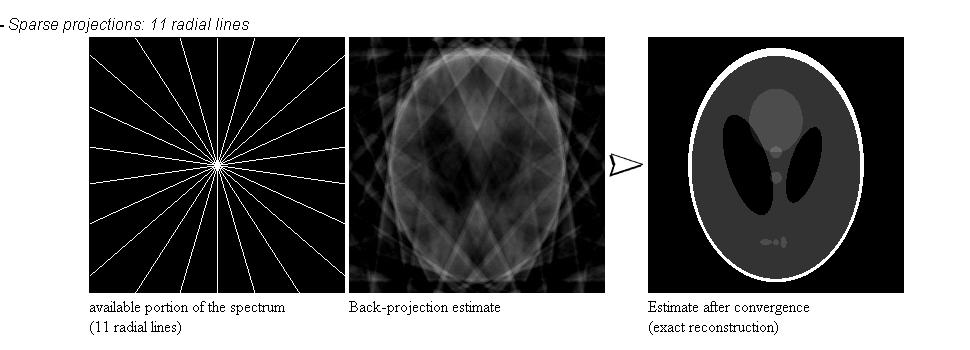 - Sparse projections: 11 radial lines
available portion of the spectrum
(11 radial lines)
Back-projection estimate
Estimate after convergence
(exact reconstruction)